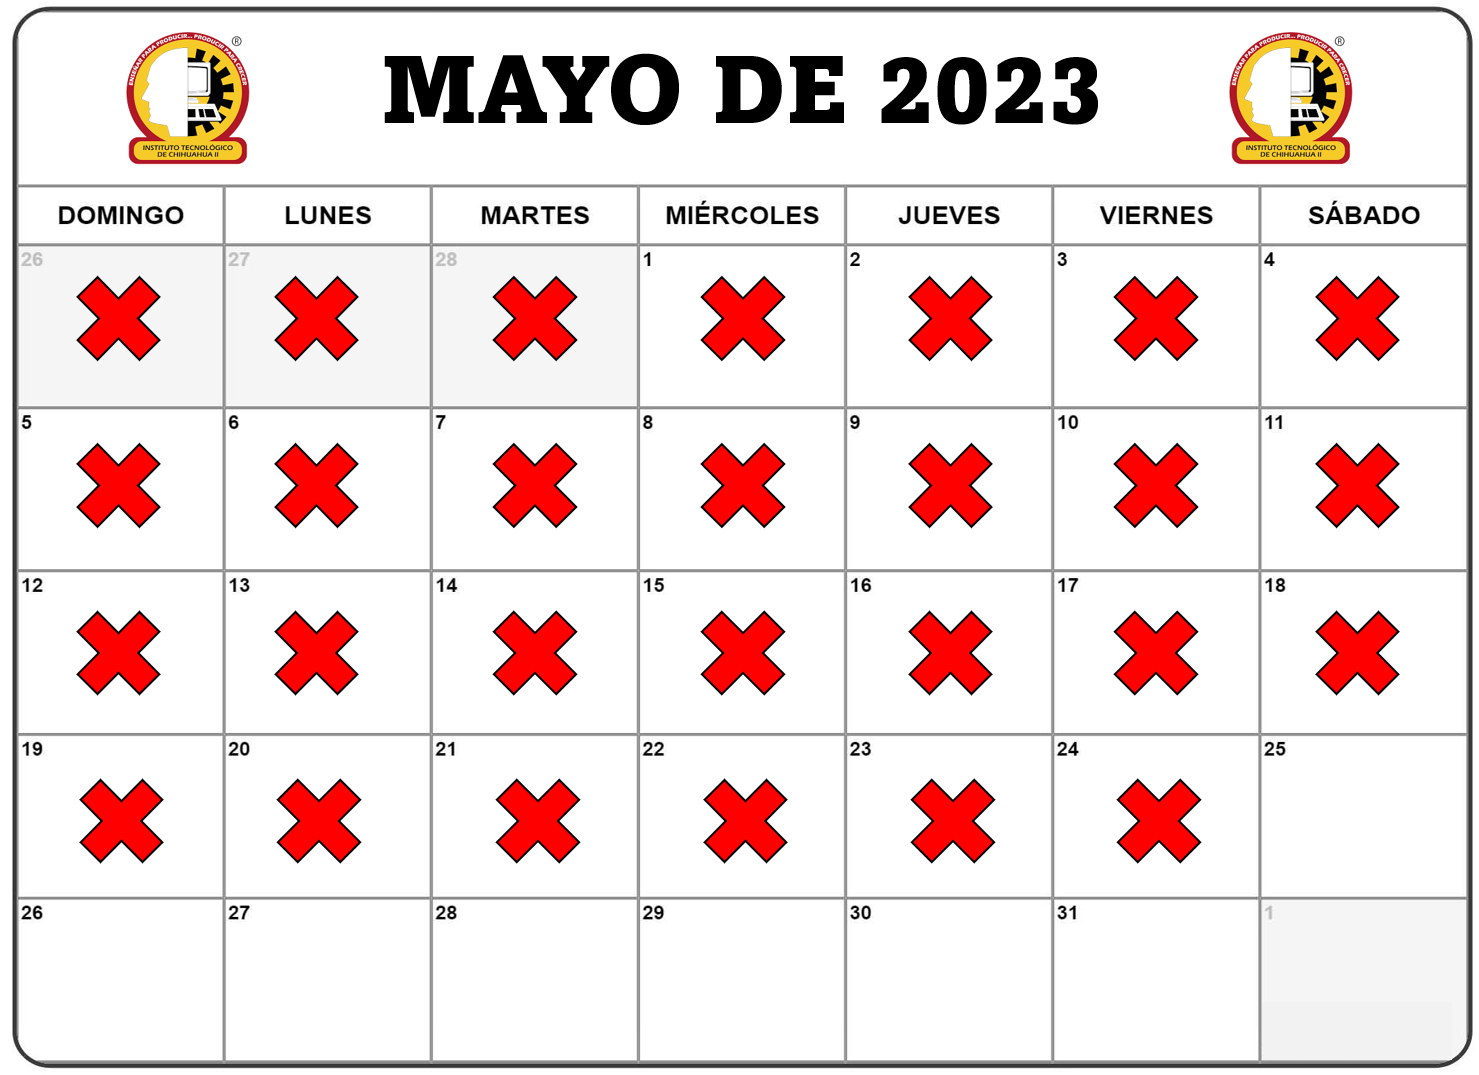 ENSEÑAR PARA PRODUCIR... PRODUCIR PARA CRECER
®
INSTITUTO TECNOLÓGICO
DE CHIHUAHUA II
MAYO DE 2023
ENSEÑAR PARA PRODUCIR... PRODUCIR PARA CRECER
®
INSTITUTO TECNOLÓGICO
DE CHIHUAHUA II
DOMINGO LUNES MARTES MIÉRCOLES JUEVES VIERNES SÁBADO
26 27 28 1 2 3 4
5 6 7 8 9 10 11
12 13 14 15 16 17 18
19 20 21 22 23 24 25
26 27 28 29 30 31 1